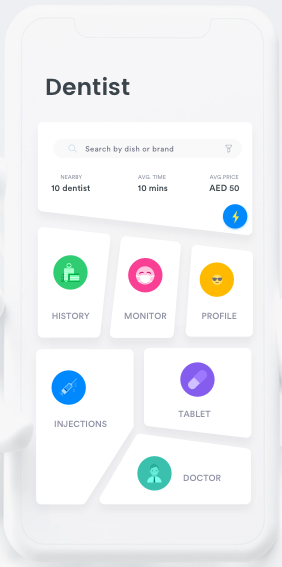 Dentist
Search by dish or brand
NEARBY AVG. TIME AVG.PRICE
10 dentist 10 mins AED 50
HISTORY MONITOR PROFILE
INJECTIONS
TABLET
DOCTOR